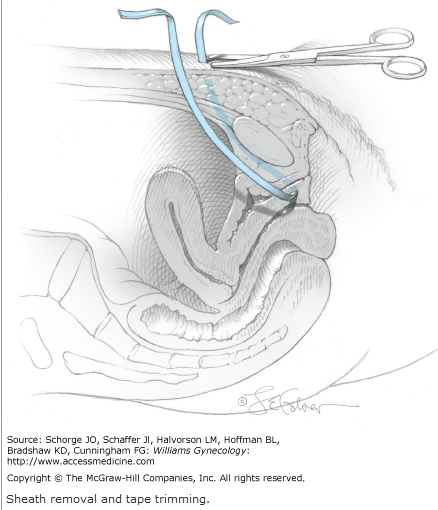 ©
Source: Schorge JO, Schaffer JI, Halvorson LM, Hoffman BL,
Bradshaw KD, Cunningham FG: Williams Gynecology:
http://www.accessmedicine.com
Copyright © The McGraw-Hill Companies, Inc. All rights reserved.
Sheath removal and tape trimming.